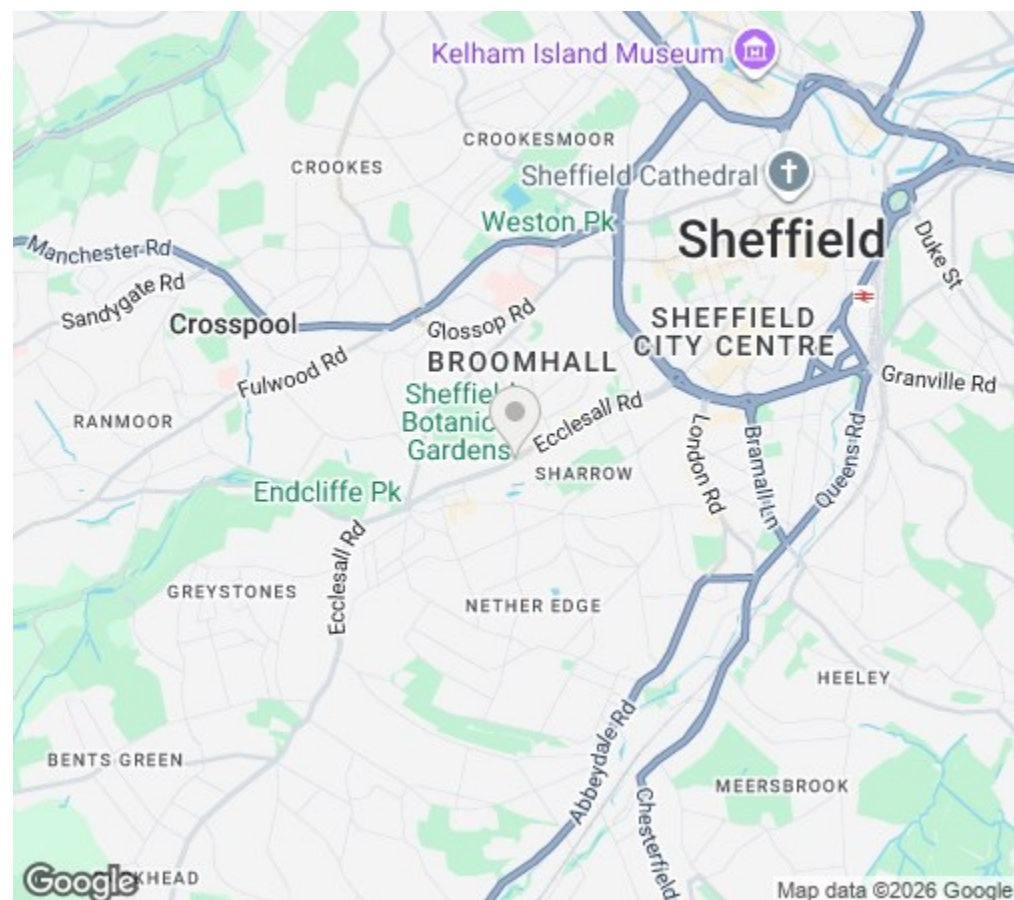 Kelham Island Museum
CROOKESMOOR
CROOKES
Sheffield Cathedral
Weston Pk
Sheffield
Manchester Rd
Duke St
Sandygate Rd
Crosspool
Glossop Rd
SHEFFIELD
CITY CENTRE
BROOMHALL
Fulwood Rd
Granville Rd
Sheffield
Botanic
Gardens
RANMOOR
Ecclesall Rd
London Rd
Bramall Ln
Queens Rd
SHARROW
Endcliffe Pk
Ecclesall Rd
GREYSTONES
NETHER EDGE
HEELEY
BENTS GREEN
Abbeydale Rd
MEERSBROOK
Chesterfield
Google
KHEAD
Map data ©2026 Google